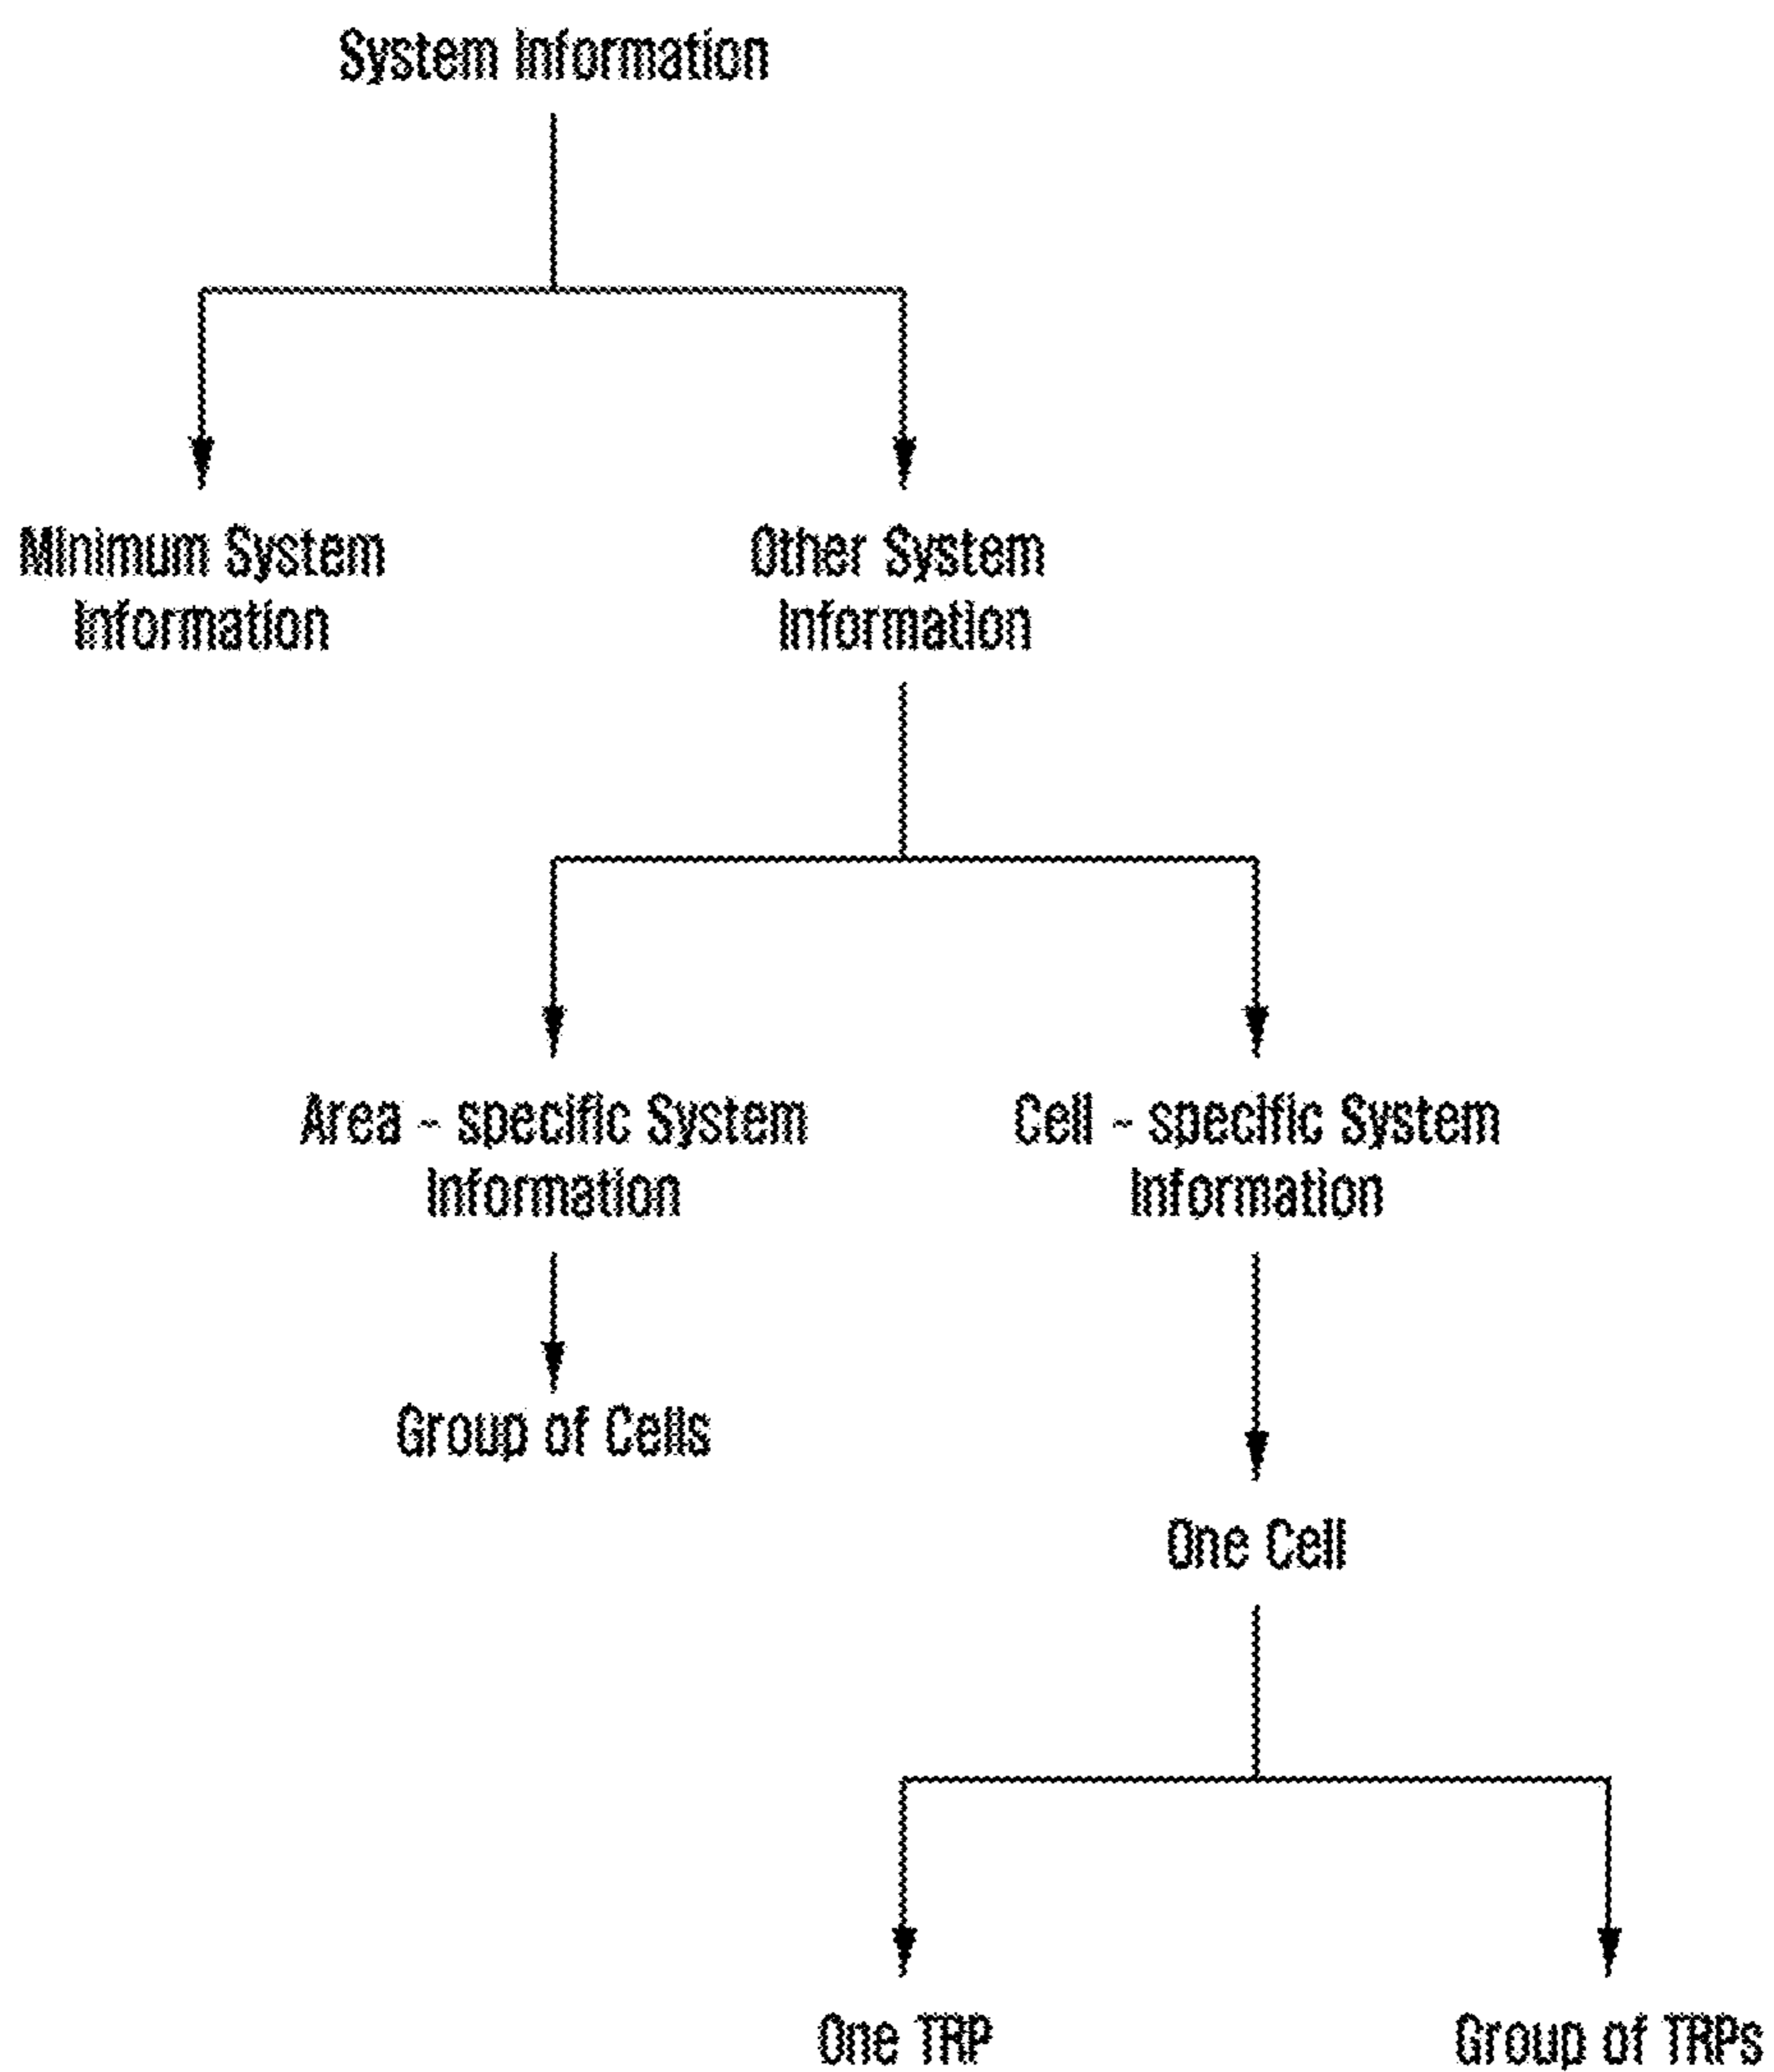 System Information
Minimum System
Information
Other System
Information
Area - specific System
Information
Cell - specific System
Information
Group of Cells
One Cell
One TRP
Group of TRPs